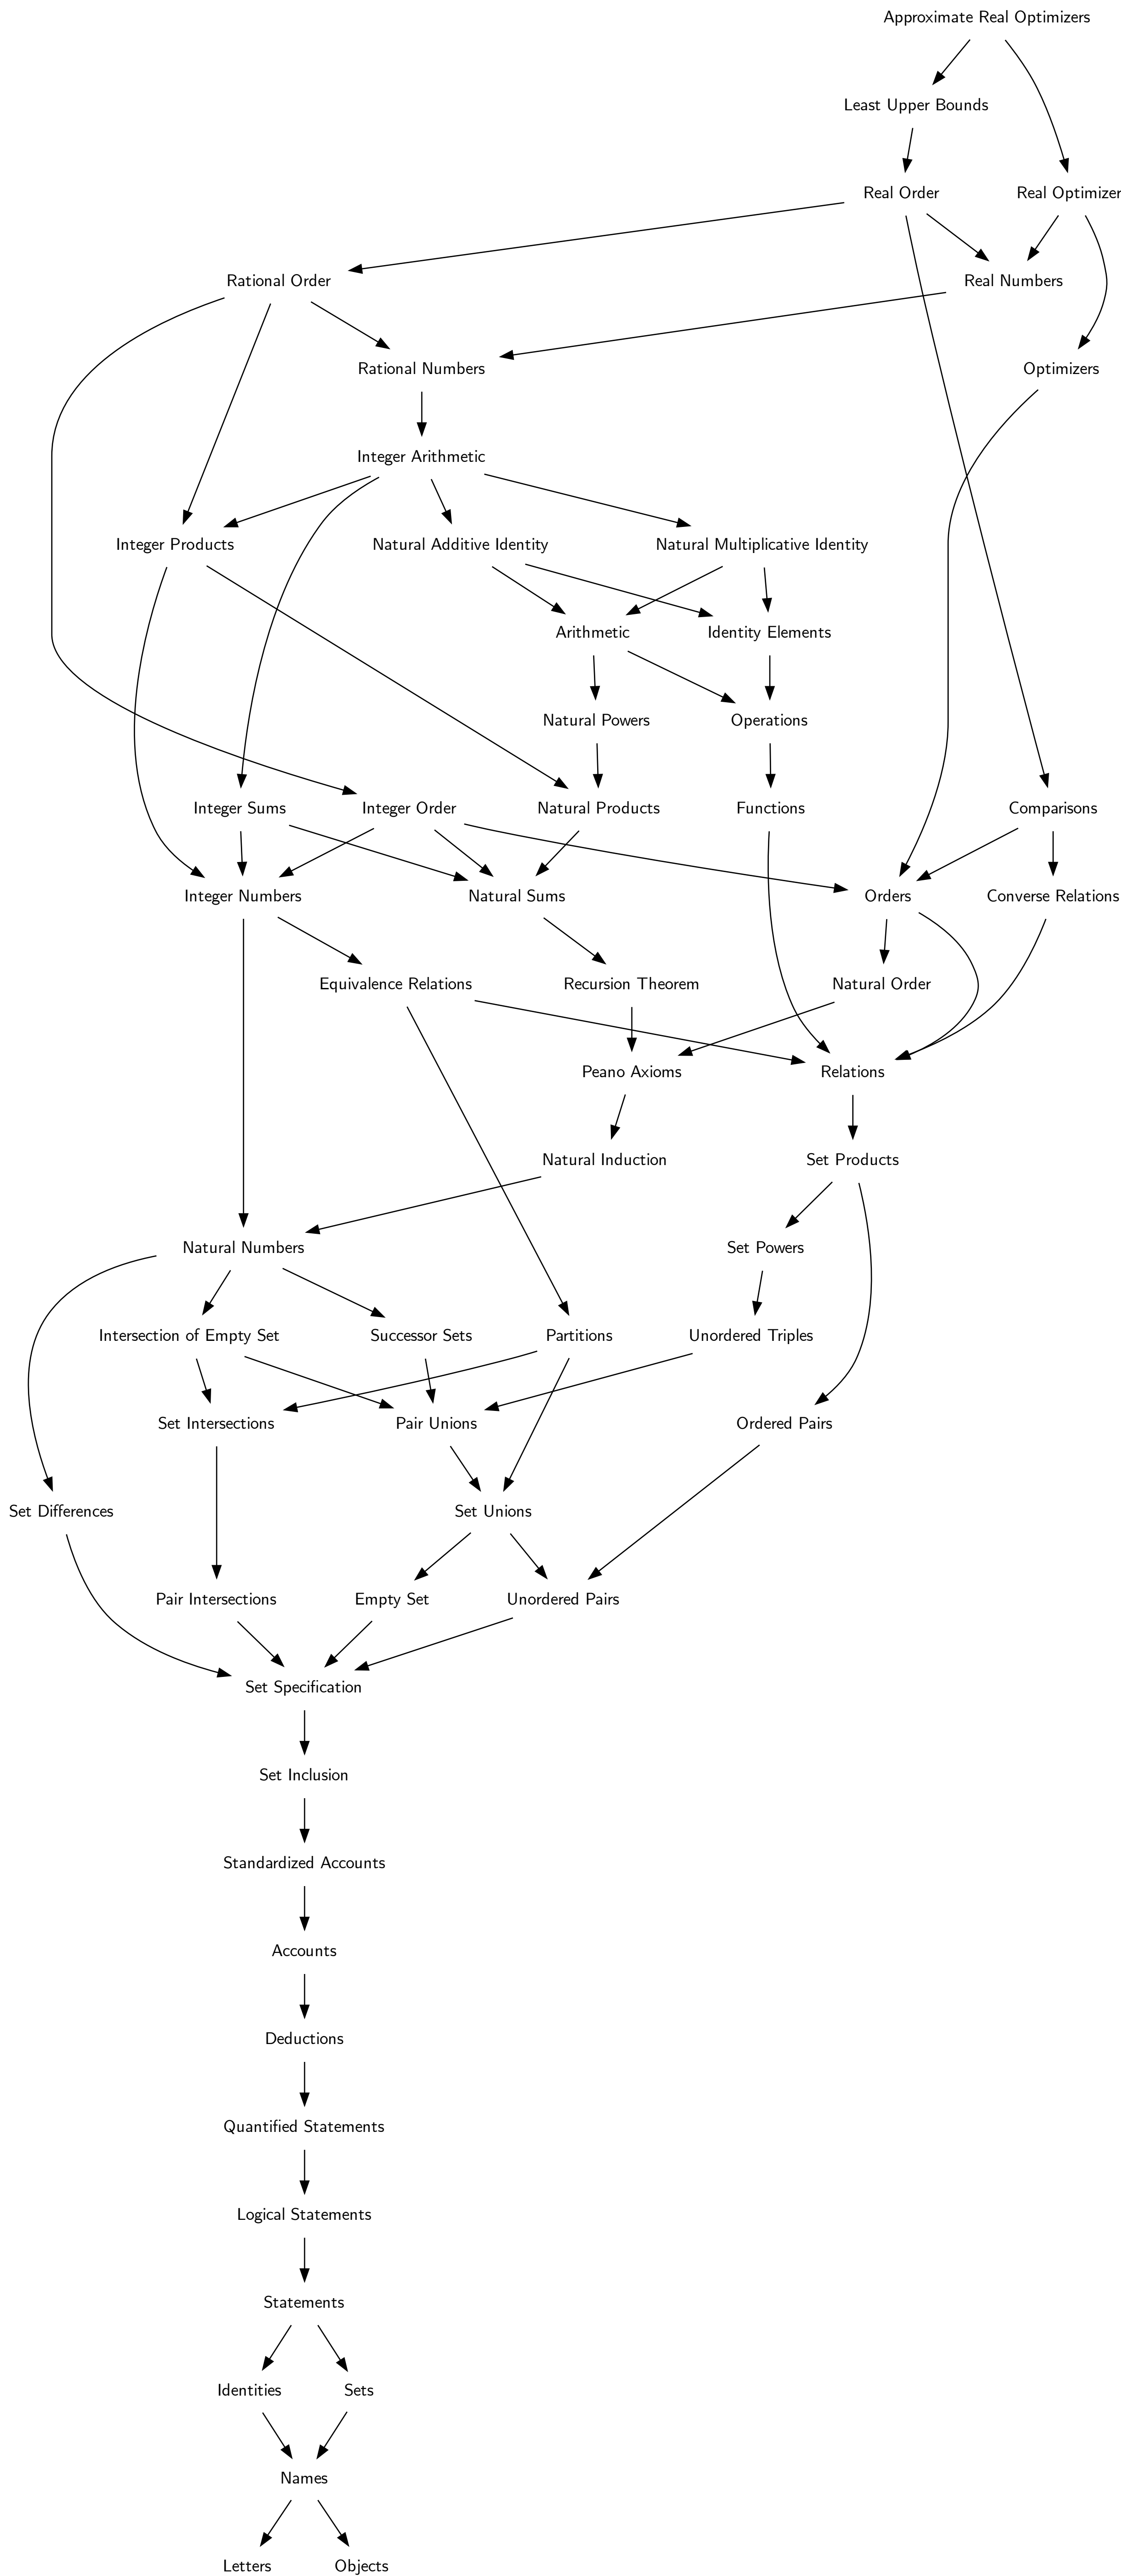 Approximate Real Optimizers
Least Upper Bounds
Real Order
Real Optimizer
Rational Order
Real Numbers
Rational Numbers
Optimizers
Integer Arithmetic
Integer Products
Natural Additive Identity
Natural Multiplicative Identity
Arithmetic
Identity Elements
Natural Powers
Operations
Integer Sums
Integer Order
Natural Products
Functions
Comparisons
Integer Numbers
Natural Sums
Orders
Converse Relations
Equivalence Relations
Recursion Theorem
Natural Order
Peano Axioms
Relations
Natural Induction
Set Products
Natural Numbers
Set Powers
Intersection of Empty Set
Successor Sets
Partitions
Unordered Triples
Set Intersections
Pair Unions
Ordered Pairs
Set Differences
Set Unions
Pair Intersections
Empty Set
Unordered Pairs
Set Specification
Set Inclusion
Standardized Accounts
Accounts
Deductions
Quantified Statements
Logical Statements
Statements
Identities
Sets
Names
Letters
Objects